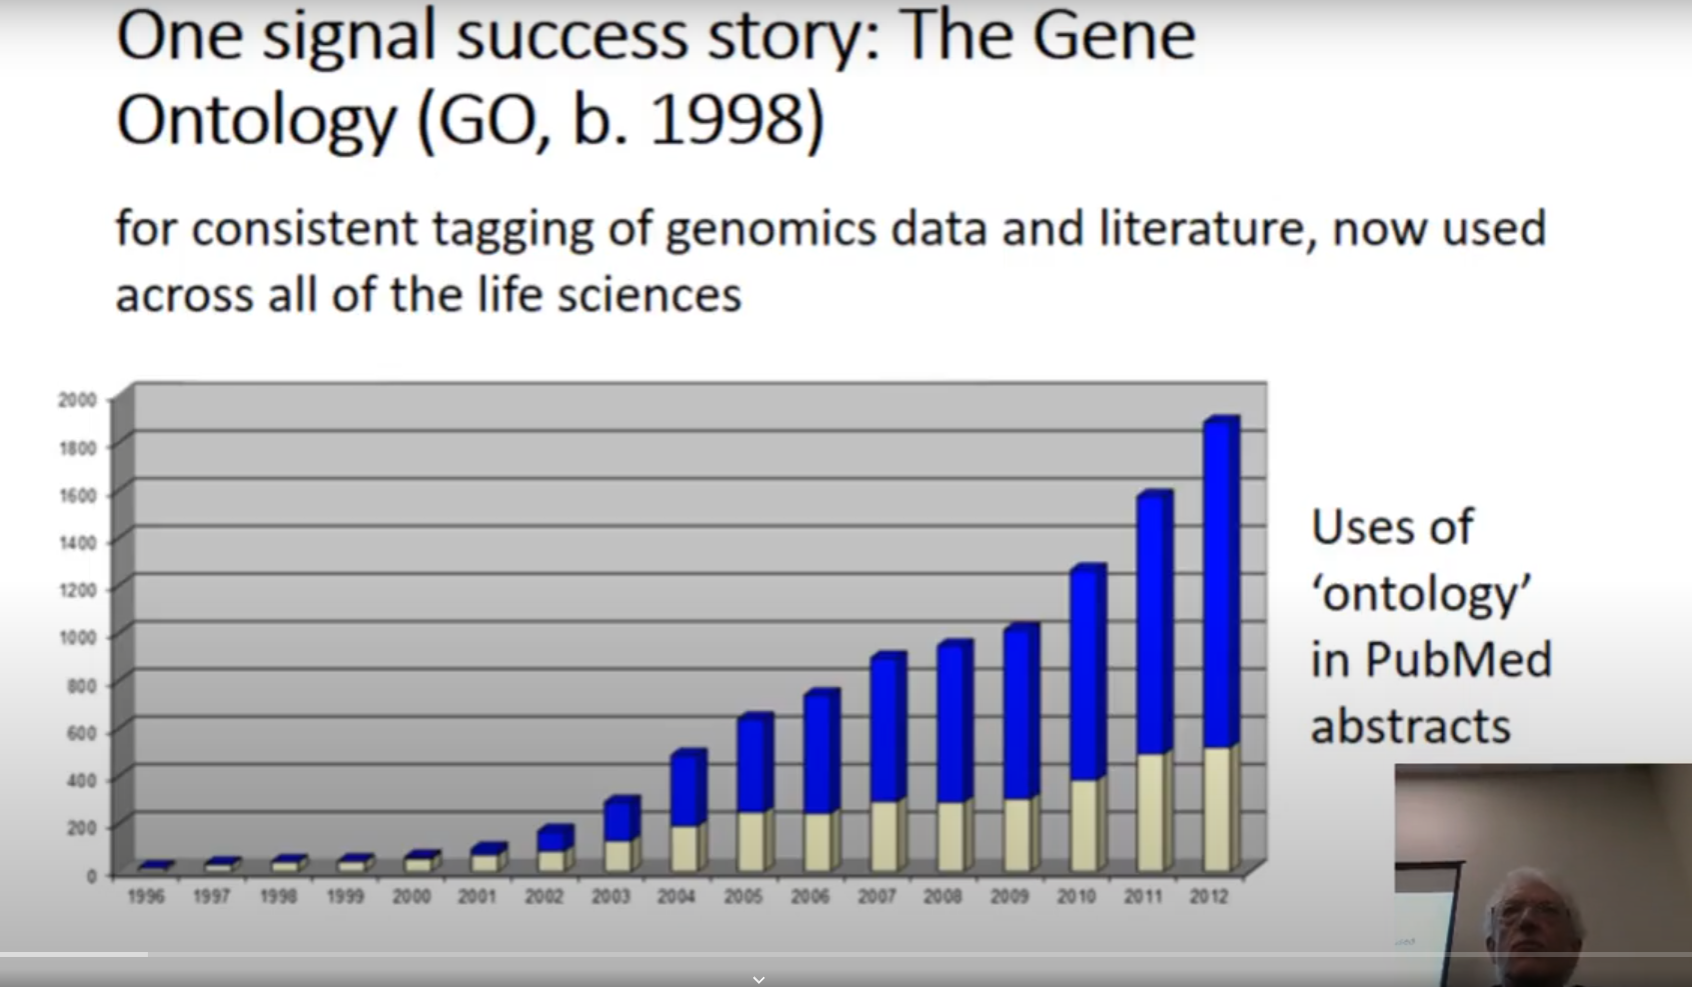 One signal success story: The Gene
Ontology (GO, b. 1998)
for consistent tagging of genomics data and literature, now used
across all of the life sciences
2000
1800
1600
1400
1200
1000
800
600
400
200
0
1996 1997 1998 1999 2000 2001 2002 2003 2004 2005 2006 2007 2008 2009 2010 2011 2012
Uses of
‘ontology’
in PubMed
abstracts